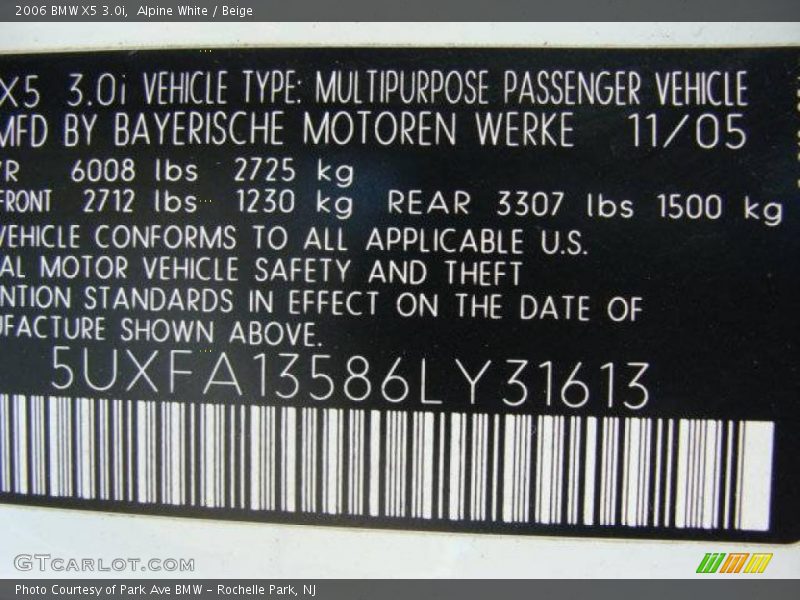 2006 BMW X5 3.0i,  Alpine White / Beige
X5 3.0i VEHICLE TYPE: MULTIPURPOSE PASSENGER VEHICLE
MFD BY BAYERISCHE MOTOREN WERKE 11/05
VR 6008 lbs 2725 kg
FRONT 2712 lbs 1230 kg REAR 3307 lbs 1500 kg
VEHICLE CONFORMS TO ALL APPLICABLE U.S.
AL MOTOR VEHICLE SAFETY AND THEFT
NTION STANDARDS IN EFFECT ON THE DATE OF
UFACTURE SHOWN ABOVE.
5UXFA13586LY31613
GTCARLOT.COM
Photo Courtesy of Park Ave BMW - Rochelle Park, NJ